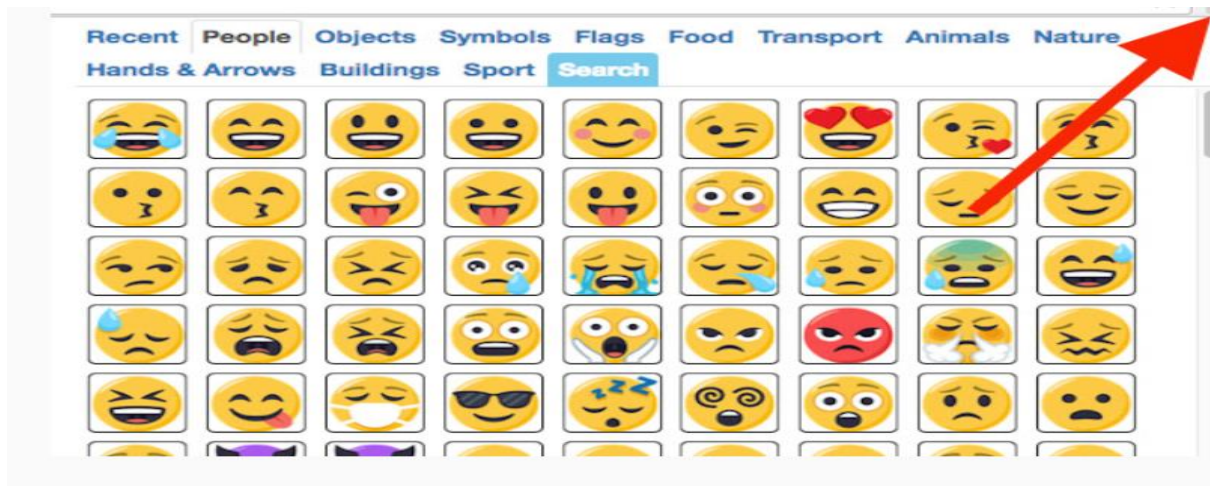 Recent People Objects Symbols Flags Food Transport Animals Nature
Hands & Arrows Buildings Sport Search